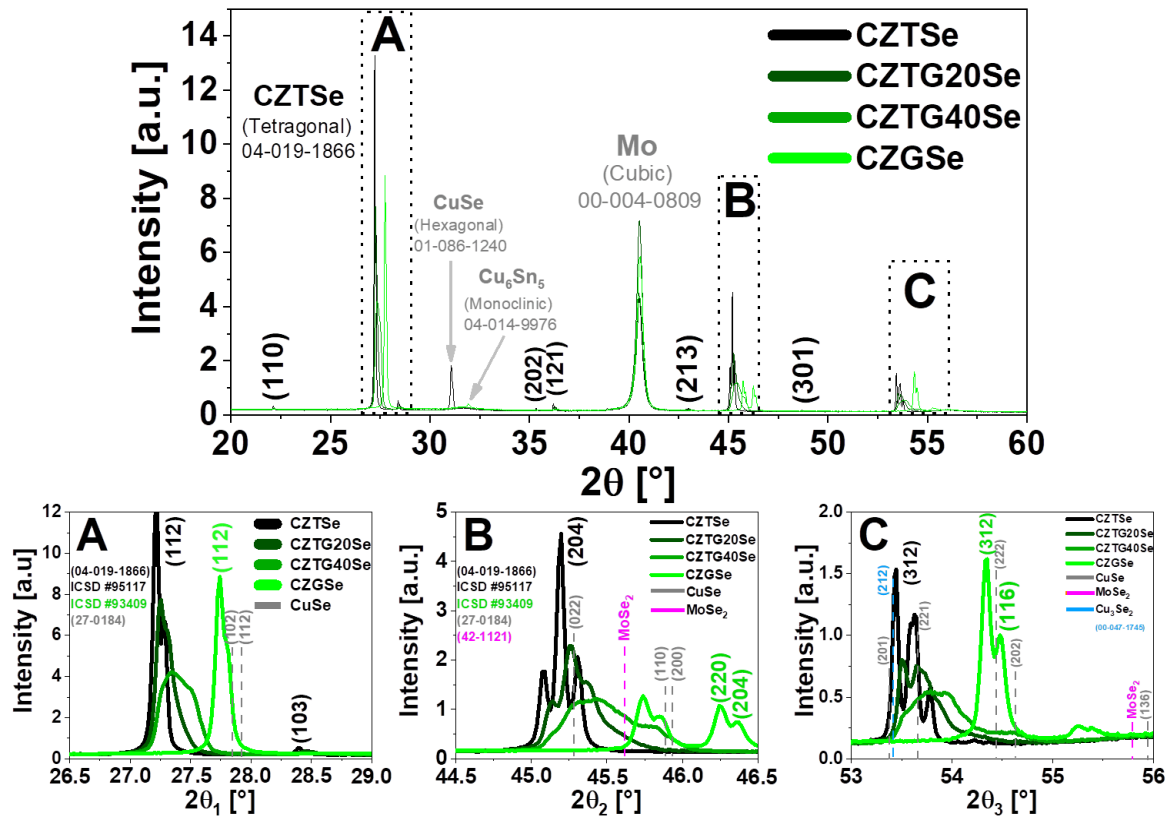 14
12
10
8
6
4
2
0
Intensity [a.u.]
A
CZTSe
(Tetragonal)
04-019-1866
CuSe
(Hexagonal)
01-086-1240
Cu₆Sn₅
(Monoclinic)
04-014-9976
Mo
(Cubic)
00-004-0809
B
C
CZTSe
CZTG20Se
CZTG40Se
CZGSe
(110)
(202)
(121)
(213)
(301)
20 25 30 35 40 45 50 55 60
2θ [°]
12
10
8
6
4
2
0
Intensity [a.u]
A
(04-019-1866)
ICSD #95117
ICSD #93409
(27-0184)
(112)
(112)
(102)
(112)
(103)
CZTSe
CZTG20Se
CZTG40Se
CZGSe
CuSe
26.5 27.0 27.5 28.0 28.5 29.0
2θ₁ [°]
5
4
3
2
1
0
Intensity [a.u.]
B
(04-019-1866)
ICSD #95117
ICSD #93409
(27-0184)
(42-1121)
(204)
(022)
MoSe₂
(110)
(200)
(220)
(204)
CZTSe
CZTG20Se
CZTG40Se
CZGSe
CuSe
MoSe₂
44.5 45.0 45.5 46.0 46.5
2θ₂ [°]
2.0
1.5
1.0
0.5
0.0
Intensity [a.u.]
C
(201)
(212)
(312)
(221)
(312)
(222)
(116)
(202)
MoSe₂
(136)
CZTSe
CZTG20Se
CZTG40Se
CZGSe
CuSe
MoSe₂
Cu₃Se₂
(00-047-1745)
53 54 55 56
2θ₃ [°]